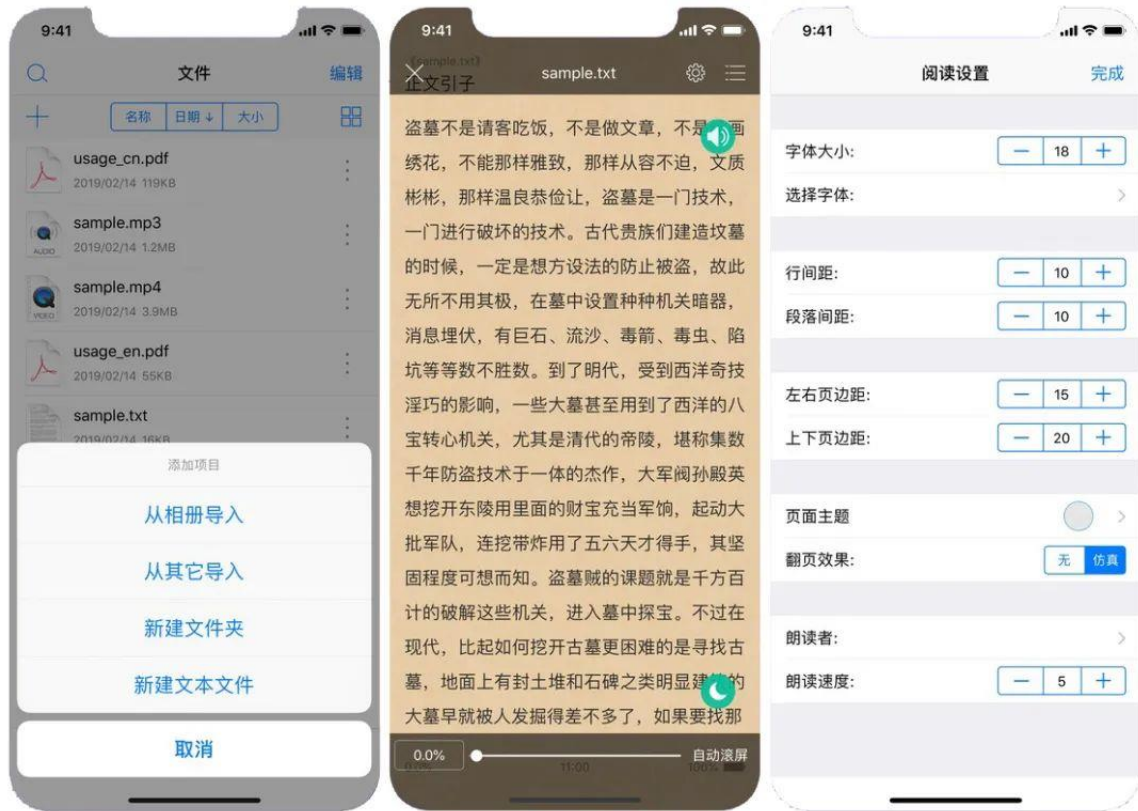 9:41
文件
编辑
名称
日期↓
大小
usage_cn.pdf
2019/02/14 119KB
sample.mp3
2019/02/14 1.2MB
AUDIO
sample.mp4
2019/02/14 3.9MB
VIDEO
usage_en.pdf
2019/02/14 55KB
sample.txt
2019/02/14 16KB
添加项目
从相册导入
从其它导入
新建文件夹
新建文本文件
取消
9:41
《sample.txt》
sample.txt
正文引子
盗墓不是请客吃饭，不是做文章，不是 画
绣花，不能那样雅致，那样从容不迫，文质
彬彬，那样温良恭俭让，盗墓是一门技术，
一门进行破坏的技术。古代贵族们建造坟墓
的时候，一定是想方设法的防止被盗，故此
无所不用其极，在墓中设置种种机关暗器，
消息埋伏，有巨石、流沙、毒箭、毒虫、陷
坑等等数不胜数。到了明代，受到西洋奇技
淫巧的影响，一些大墓甚至用到了西洋的八
宝转心机关，尤其是清代的帝陵，堪称集数
千年防盗技术于一体的杰作，大军阀孙殿英
想挖开东陵用里面的财宝充当军饷，起动大
批军队，连挖带炸用了五六天才得手，其坚
固程度可想而知。盗墓贼的课题就是千方百
计的破解这些机关，进入墓中探宝。不过在
现代，比起如何挖开古墓更困难的是寻找古
墓，地面上有封土堆和石碑之类明显建 的
大墓早就被人发掘得差不多了，如果要找那
0.0%
自动滚屏
0.0%
11:00
100%
9:41
阅读设置
完成
字体大小:
18
选择字体:
行间距:
10
段落间距:
10
左右页边距:
15
上下页边距:
20
页面主题
翻页效果:
无
仿真
朗读者:
朗读速度:
5